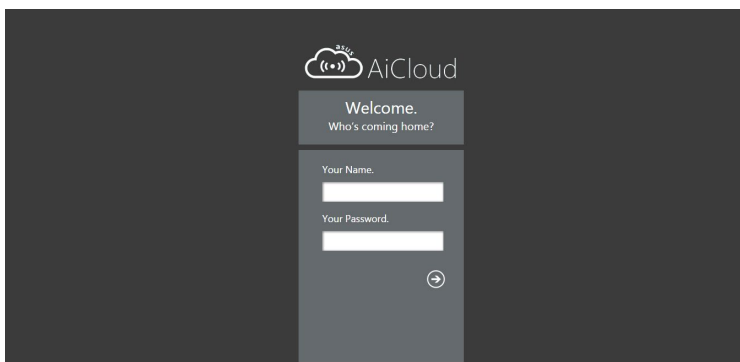 asus
AiCloud
Welcome.
Who's coming home?
Your Name.
Your Password.